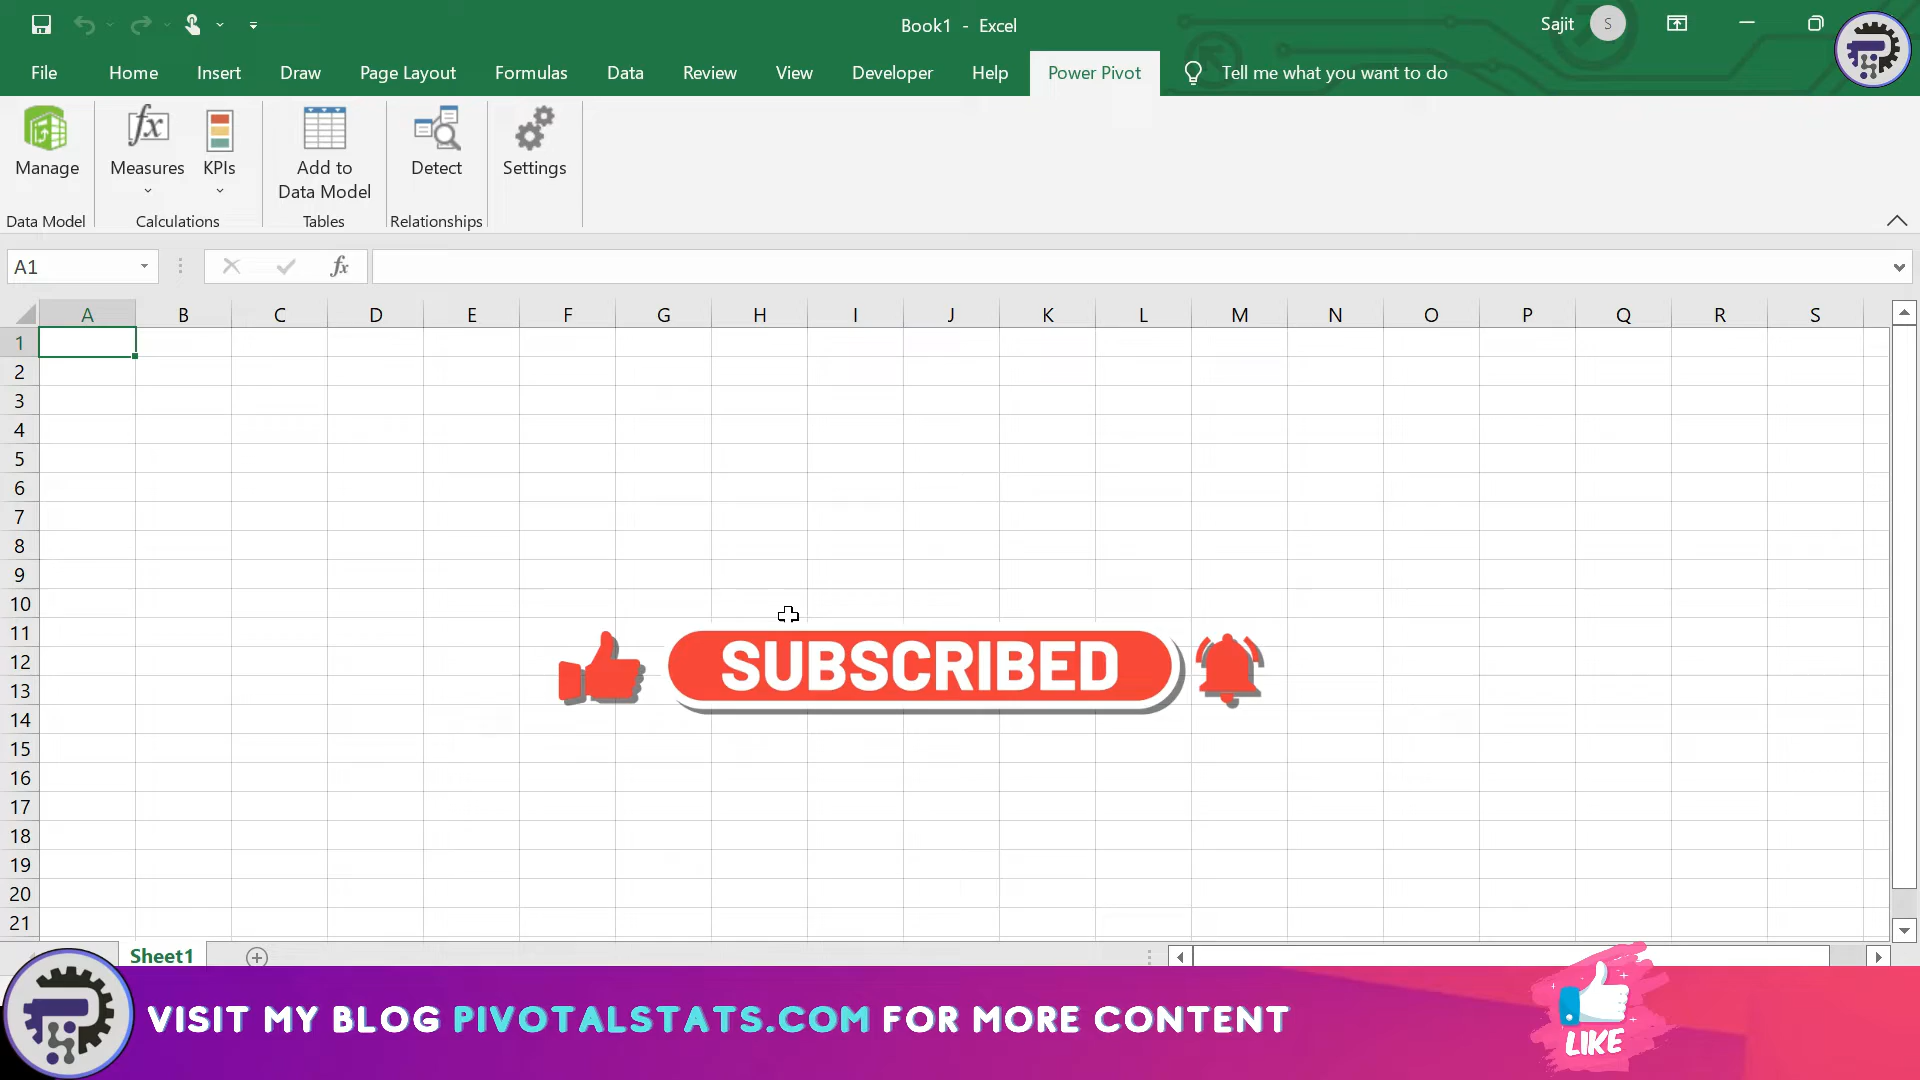 Book1 - Excel
Sajit
S
File Home Insert Draw Page Layout Formulas Data Review View Developer Help Power Pivot Tell me what you want to do
Manage
Measures
KPIs
Add to
Data Model
Detect
Settings
Data Model Calculations Tables Relationships
A1
fx
A B C D E F G H I J K L M N O P Q R S
1
2
3
4
5
6
7
8
9
10
11
12
13
14
15
16
17
18
19
20
21
SUBSCRIBED
Sheet1
VISIT MY BLOG PIVOTALSTATS.COM FOR MORE CONTENT
LIKE